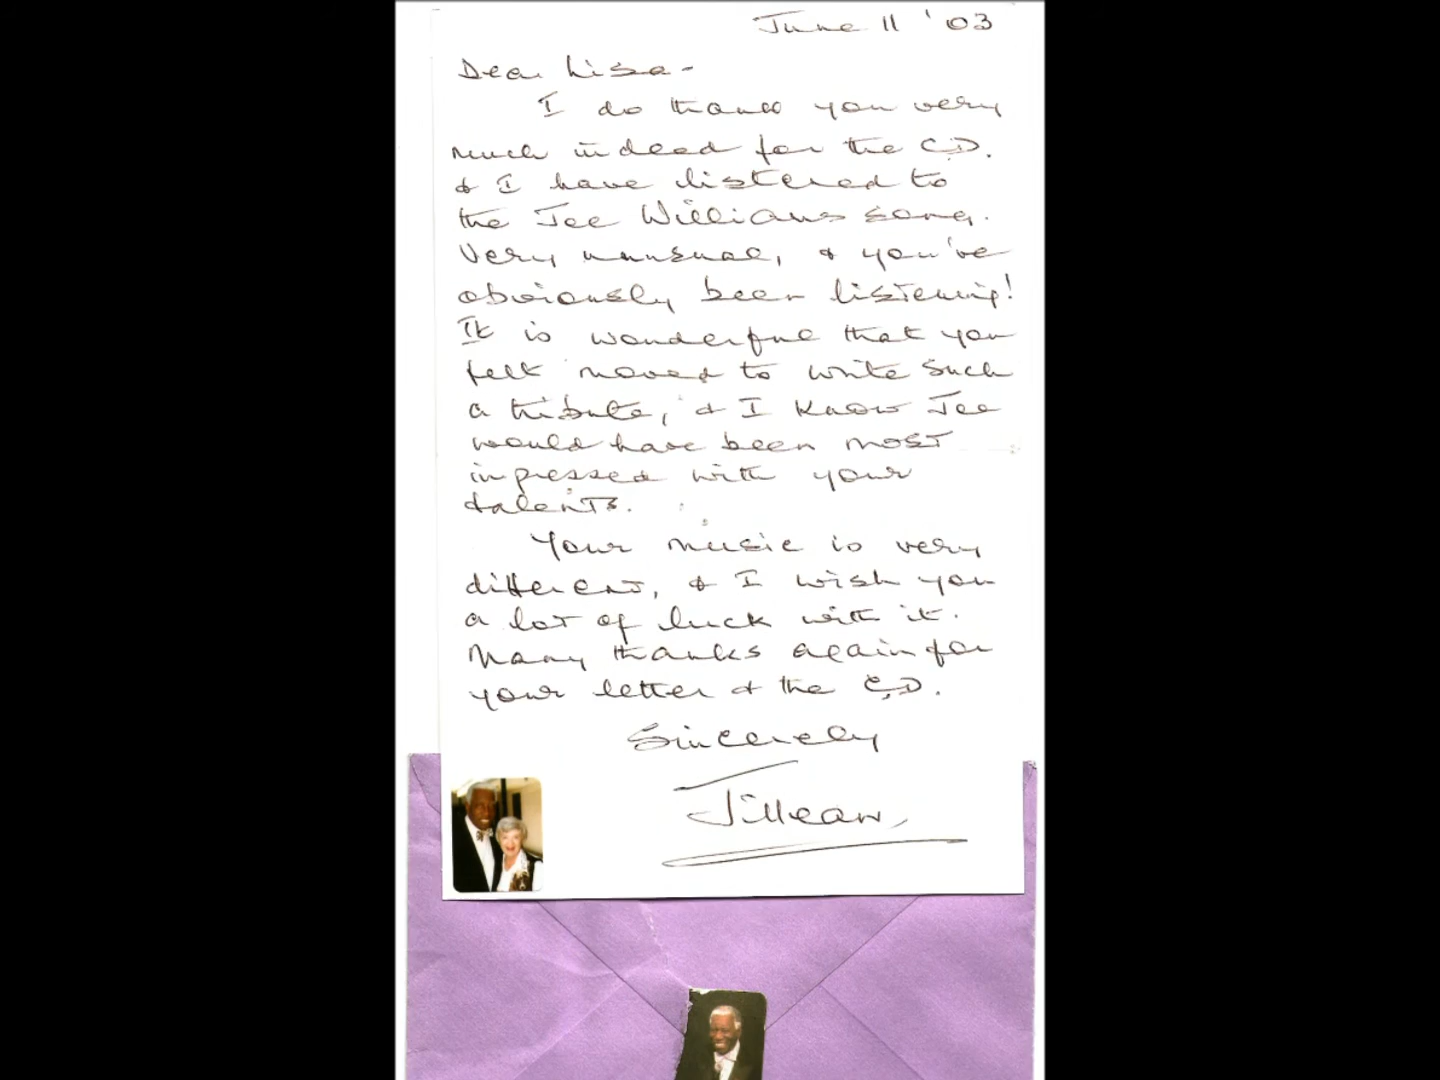 June 11 '03
Dear Lisa -
I do thank you very
much indeed for the CD.
& I have listened to
the Joe Williams song.
Very unusual, & you've
obviously been listening!
It is wonderful that you
felt moved to write such
a tribute, & I know Joe
would have been most
impressed with your
talents.
Your music is very
different, & I wish you
a lot of luck with it.
Many thanks again for
your letter & the CD.
Sincerely
Jillean